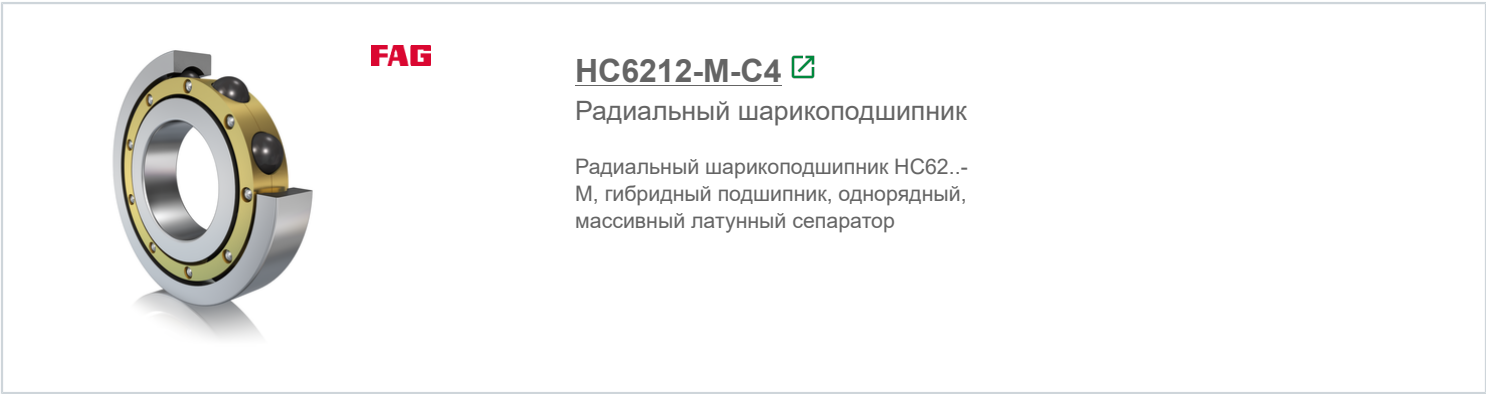 FAG
HC6212-M-C4
Радиальный шарикоподшипник
Радиальный шарикоподшипник HC62..-
M, гибридный подшипник, однорядный,
массивный латунный сепаратор